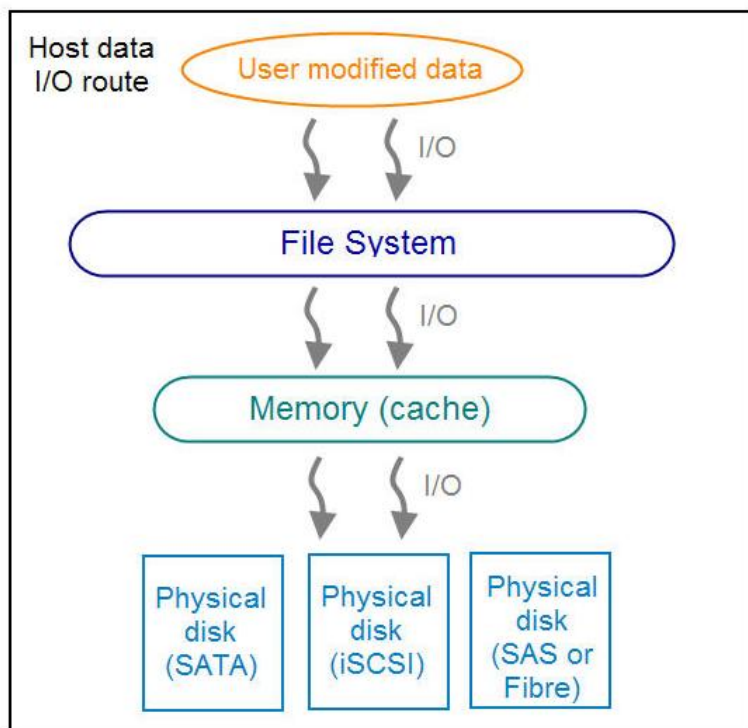 Host data
I/O route
User modified data
I/O
File System
I/O
Memory (cache)
I/O
Physical
disk
(SATA)
Physical
disk
(iSCSI)
Physical
disk
(SAS or
Fibre)